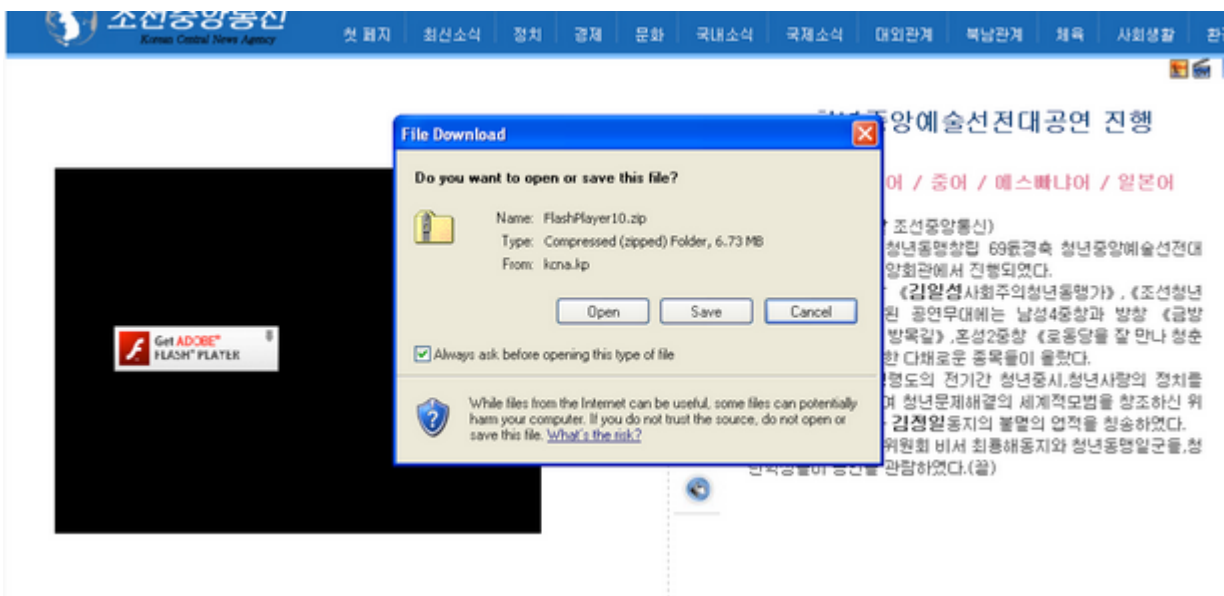 조선중앙통신
Korean Central News Agency
첫 페지 최신소식 정치 경제 문화 국내소식 국제소식 대외관계 북남관계 체육 사회생활
중앙예술선전대공연 진행
File Download
Do you want to open or save this file?
Name: FlashPlayer10.zip
Type: Compressed (zipped) Folder, 6.73 MB
From: kcna.kp
Open Save Cancel
Always ask before opening this type of file
While files from the Internet can be useful, some files can potentially
harm your computer. If you do not trust the source, do not open or
save this file. What's the risk?
Get ADOBE®
FLASH® PLAYER
어 / 중어 / 에스빠냐어 / 일본어
조선중앙통신)
청년동맹창립 69돐경축 청년중앙예술선전대
앙회관에서 진행되였다.
《김일성사회주의청년동맹가》, 《조선청년
된 공연무대에는 남성4중창과 방창 《금방
방목길》,혼성2중창 《로동당을 잘 만나 청춘
한 다채로운 종목들이 올랐다.
령도의 전기간 청년중시,청년사랑의 정치를
여 청년문제해결의 세계적모범을 창조하신 위
김정일동지의 불멸의 업적을 칭송하였다.
위원회 비서 최룡해동지와 청년동맹일군들,청
관람하였다.(끝)